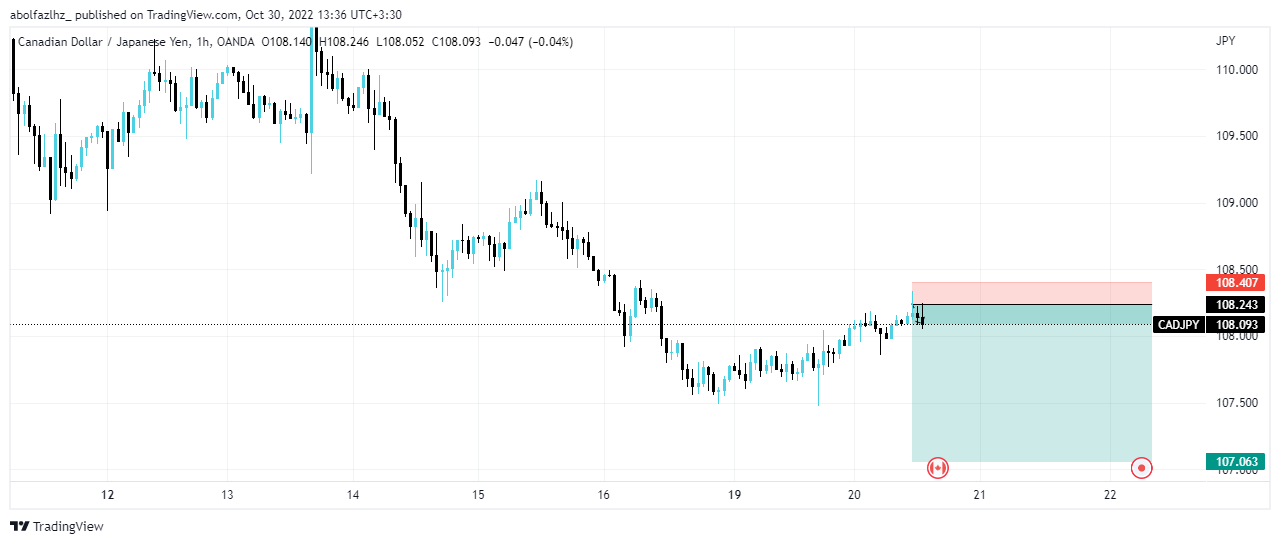 abolfazlhz_ published on TradingView.com, Oct 30, 2022 13:36 UTC+3:30
Canadian Dollar / Japanese Yen, 1h, OANDA O108.140 H108.246 L108.052 C108.093 −0.047 (−0.04%)
JPY
110.000
109.500
109.000
108.500
108.407
108.243
CADJPY 108.093
108.000
107.500
107.063
107.000
12 13 14 15 16 19 20 21 22
TradingView